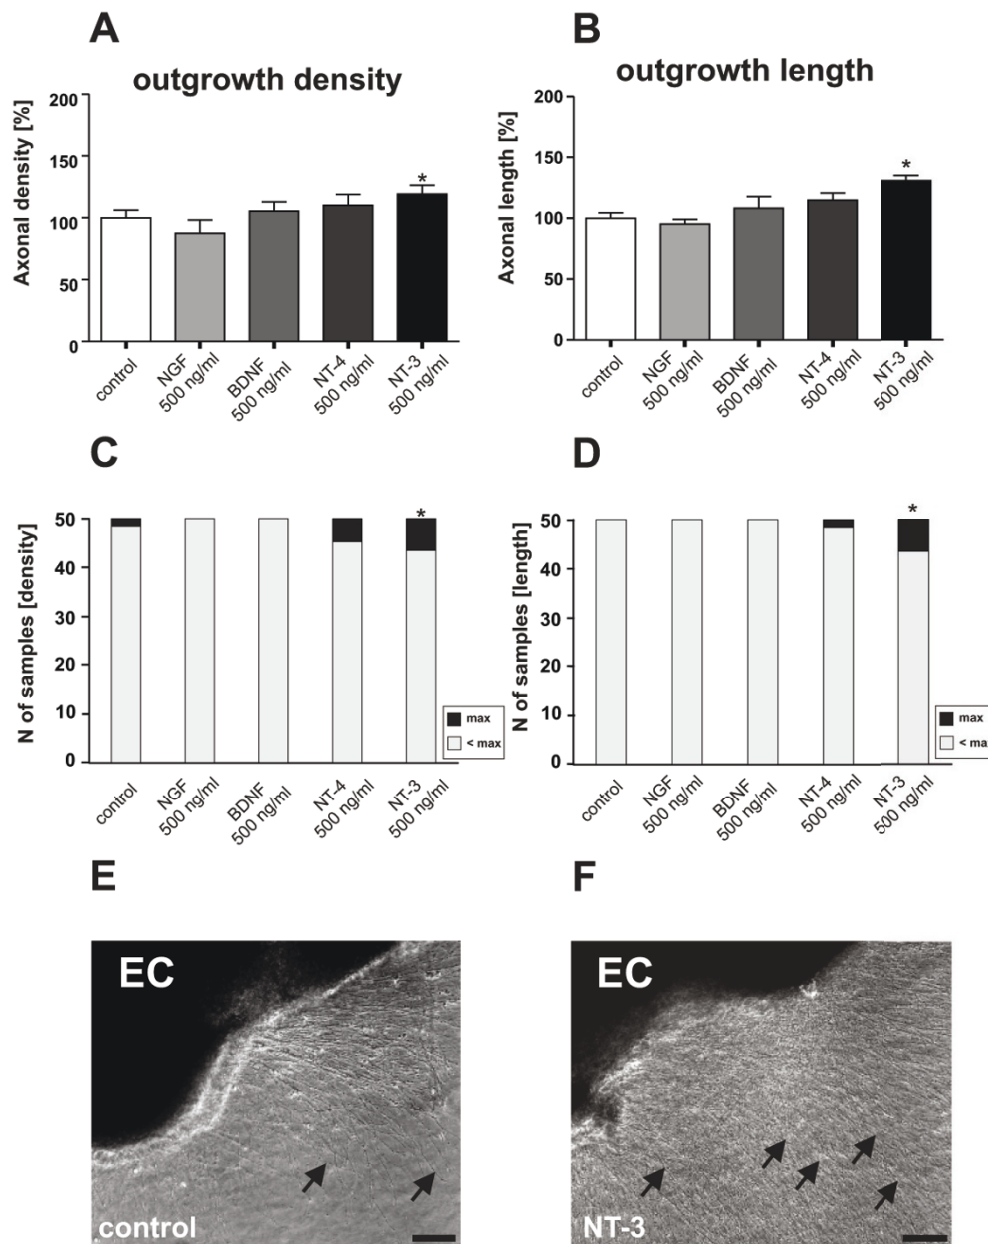 A
B
outgrowth density
outgrowth length
Axonal density [%]
200
150
100
50
0
control
NGF
500 ng/ml
BDNF
500 ng/ml
NT-4
500 ng/ml
*
NT-3
500 ng/ml
Axonal length [%]
200
150
100
50
0
control
NGF
500 ng/ml
BDNF
500 ng/ml
NT-4
500 ng/ml
*
NT-3
500 ng/ml
C
D
N of samples [density]
50
40
30
20
10
0
*
max
< max
control
NGF
500 ng/ml
BDNF
500 ng/ml
NT-4
500 ng/ml
NT-3
500 ng/ml
N of samples [length]
50
40
30
20
10
0
*
max
< max
control
NGF
500 ng/ml
BDNF
500 ng/ml
NT-4
500 ng/ml
NT-3
500 ng/ml
E
F
EC
control
EC
NT-3